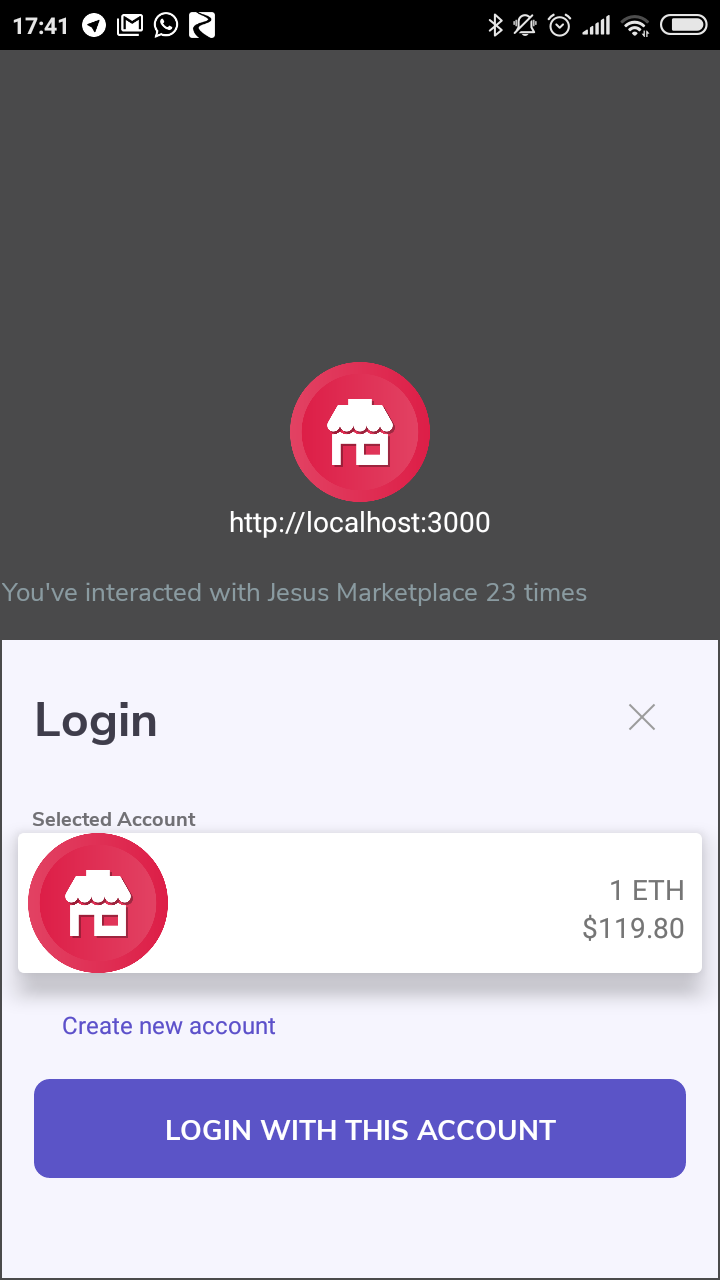 17:41
http://localhost:3000
You've interacted with Jesus Marketplace 23 times
Login
Selected Account
1 ETH
$119.80
Create new account
LOGIN WITH THIS ACCOUNT